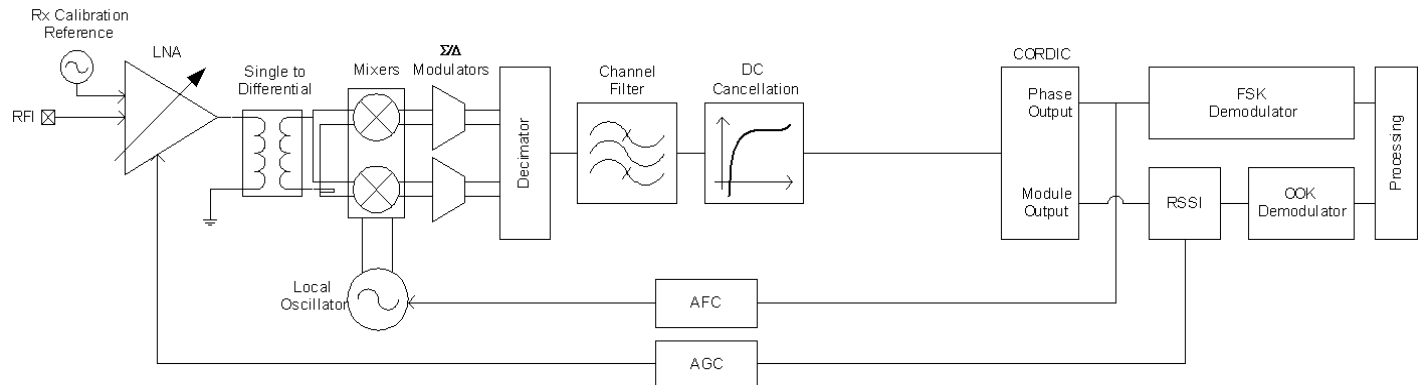 Rx Calibration
Reference
LNA
Single to
Differential
Mixers
Σ/Δ
Modulators
Channel
Filter
DC
Cancellation
CORDIC
RFI
Decimator
Phase
Output
FSK
Demodulator
Processing
Module
Output
RSSI
OOK
Demodulator
Local
Oscillator
AFC
AGC